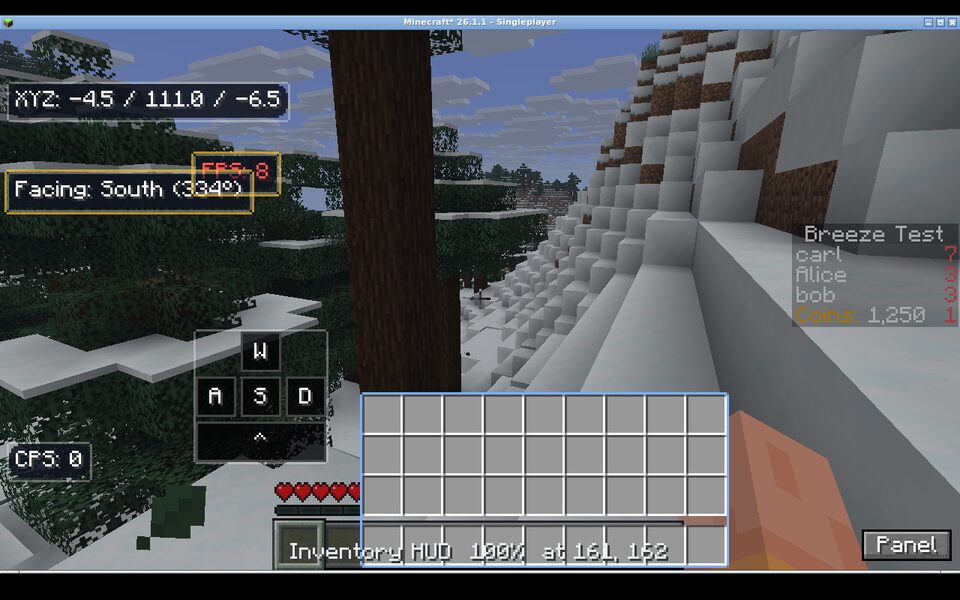 Minecraft* 26.1.1 - Singleplayer
XYZ: -4.5 / 111.0 / -6.5
FPS: 8
Facing: South (334°)
Breeze Test
carl 7
Alice 3
bob 3
Coins: 1,250 1
W
A S D
^
CPS: 0
Inventory HUD 100% at 161, 162
Panel